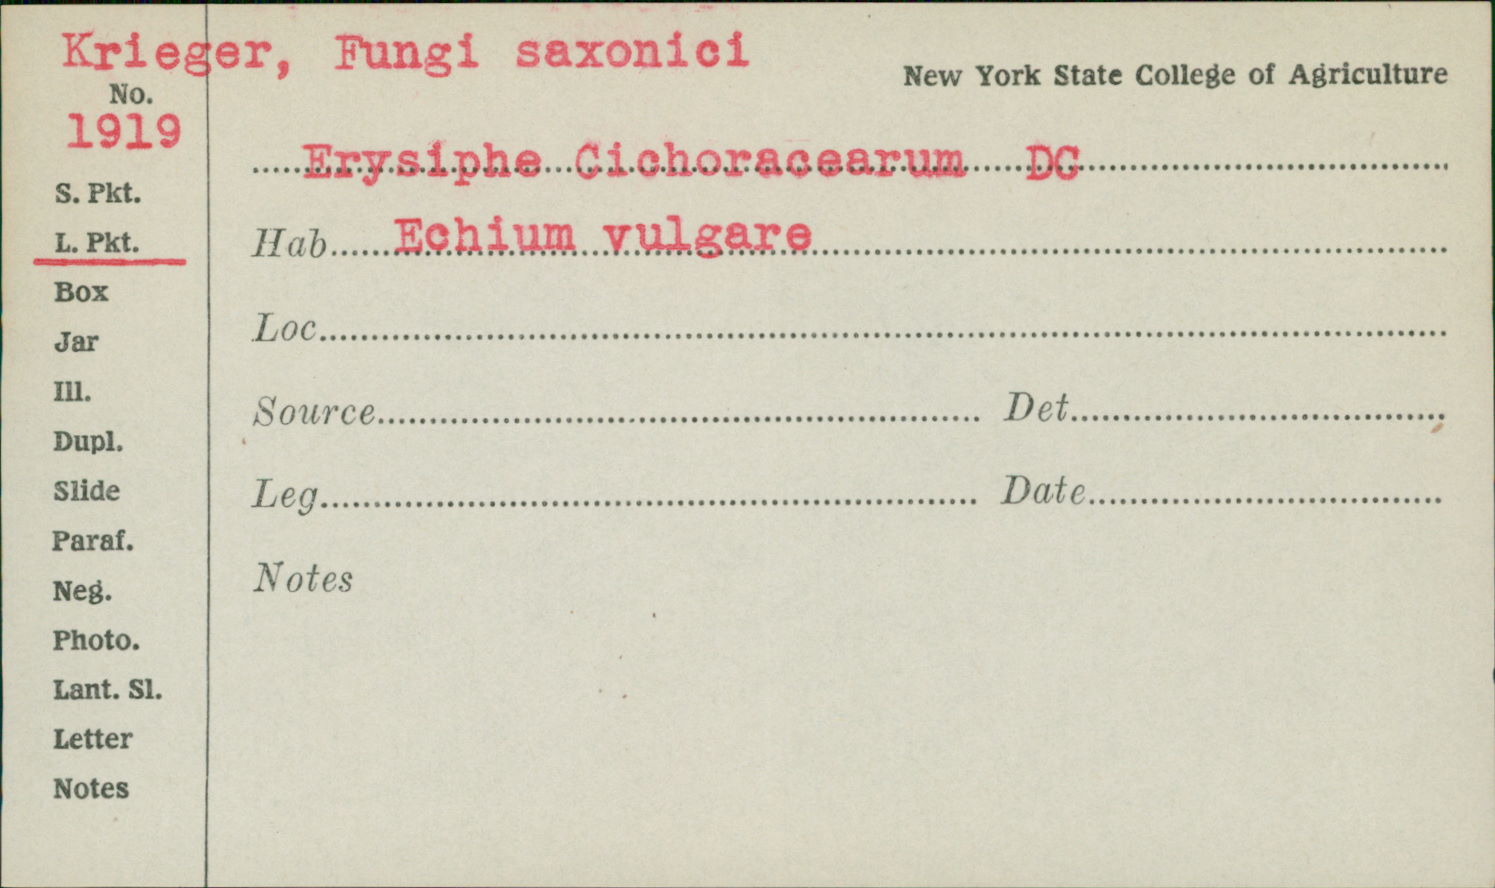 Krieger, Fungi saxonici
New York State College of Agriculture
No.
1919
Erysiphe Cichoracearum DC
S. Pkt.
L. Pkt.
Hab. Echium vulgare
Box
Loc.
Jar
Ill.
Source Det.
Dupl.
Slide
Leg. Date
Paraf.
Neg.
Notes
Photo.
Lant. Sl.
Letter
Notes